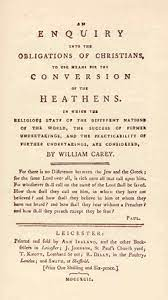 AN
ENQUIRY
INTO THE
OBLIGATIONS OF CHRISTIANS,
TO USE MEANS FOR THE
CONVERSION
OF THE
HEATHENS.
IN WHICH THE
RELIGIOUS STATE OF THE DIFFERENT NATIONS
OF THE WORLD, THE SUCCESS OF FORMER
UNDERTAKINGS, AND THE PRACTICABILITY OF
FURTHER UNDERTAKINGS, ARE CONSIDERED,
BY WILLIAM CAREY.
For there is no Difference between the Jew and the Greek;
for the same Lord over all, is rich unto all that call upon him.
For whosoever shall call on the name of the Lord shall be saved.
How then shall they call on him, in whom they have not
believed? and how shall they believe in him of whom they
have not heard? and how shall they hear without a Preacher?
and how shall they preach except they be sent?
PAUL.
LEICESTER:
Printed and sold by ANN IRELAND, and the other Book-
sellers in Leicester; J. JOHNSON, St. Paul's Church yard;
T. KNOTT, Lombard Street; R. DILLY, in the Poultry,
London; and SMITH, at Sheffield.
[Price One Shilling and Six-pence.]
MDCCXCII.